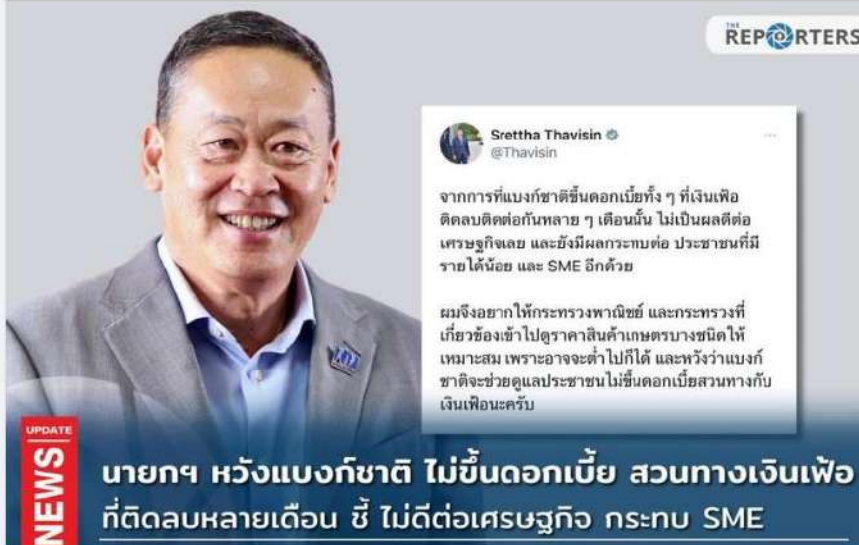 THE
REPORTERS
Srettha Thavisin
@Thavisin
จากการที่แบงก์ชาติขึ้นดอกเบี้ยทั้ง ๆ ที่เงินเฟ้อ
ติดลบติดต่อกันหลาย ๆ เดือนนั้น ไม่เป็นผลดีต่อ
เศรษฐกิจเลย และยังมีผลกระทบต่อ ประชาชนที่มี
รายได้น้อย และ SME อีกด้วย
ผมจึงอยากให้กระทรวงพาณิชย์ และกระทรวงที่
เกี่ยวข้องเข้าไปดูราคาสินค้าเกษตรบางชนิดให้
เหมาะสม เพราะอาจจะต่ำไปก็ได้ และหวังว่าแบงก์
ชาติจะช่วยดูแลประชาชนไม่ขึ้นดอกเบี้ยสวนทางกับ
เงินเฟ้อนะครับ
UPDATE
NEWS
นายกฯ หวังแบงก์ชาติ ไม่ขึ้นดอกเบี้ย สวนทางเงินเฟ้อ
ที่ติดลบหลายเดือน ชี้ ไม่ดีต่อเศรษฐกิจ กระทบ SME